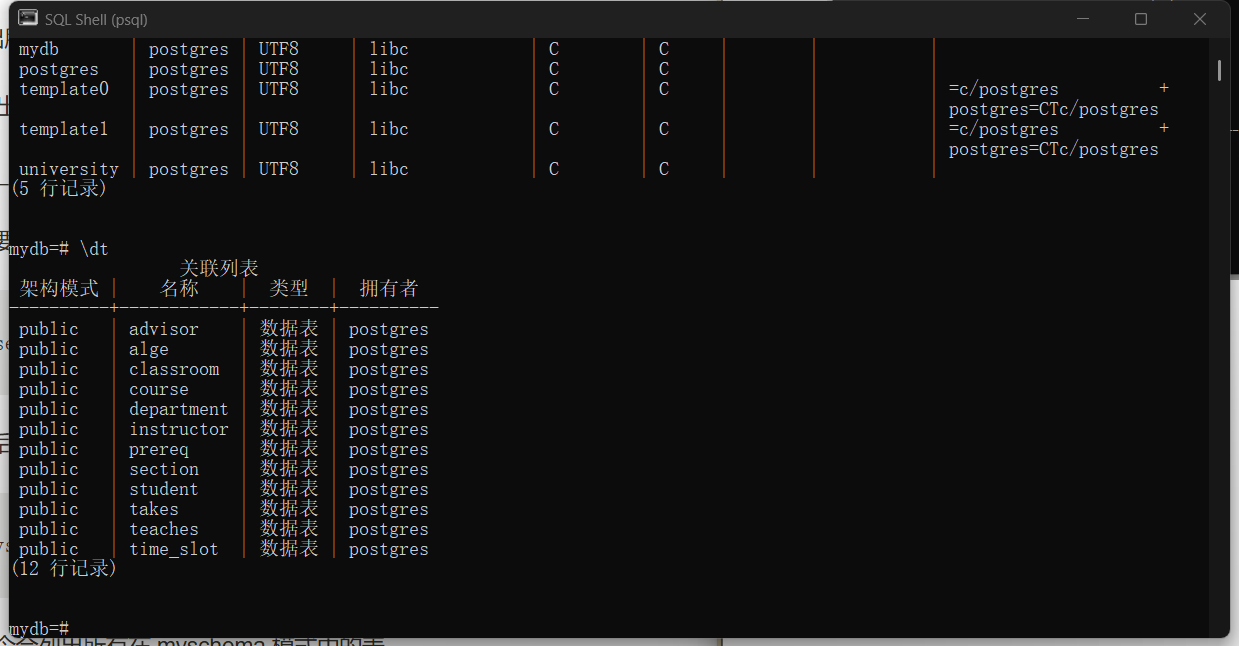 SQL Shell (psql)
mydb | postgres | UTF8 | libc | C | C | | |
postgres | postgres | UTF8 | libc | C | C | | |
template0 | postgres | UTF8 | libc | C | C | | | =c/postgres +
| | | | | | | | postgres=CTc/postgres
template1 | postgres | UTF8 | libc | C | C | | | =c/postgres +
| | | | | | | | postgres=CTc/postgres
university | postgres | UTF8 | libc | C | C | | |
(5 行记录)
mydb=# \dt
关联列表
架构模式 | 名称 | 类型 | 拥有者
----------+------------+--------+----------
public | advisor | 数据表 | postgres
public | alge | 数据表 | postgres
public | classroom | 数据表 | postgres
public | course | 数据表 | postgres
public | department | 数据表 | postgres
public | instructor | 数据表 | postgres
public | prereq | 数据表 | postgres
public | section | 数据表 | postgres
public | student | 数据表 | postgres
public | takes | 数据表 | postgres
public | teaches | 数据表 | postgres
public | time_slot | 数据表 | postgres
(12 行记录)
mydb=#